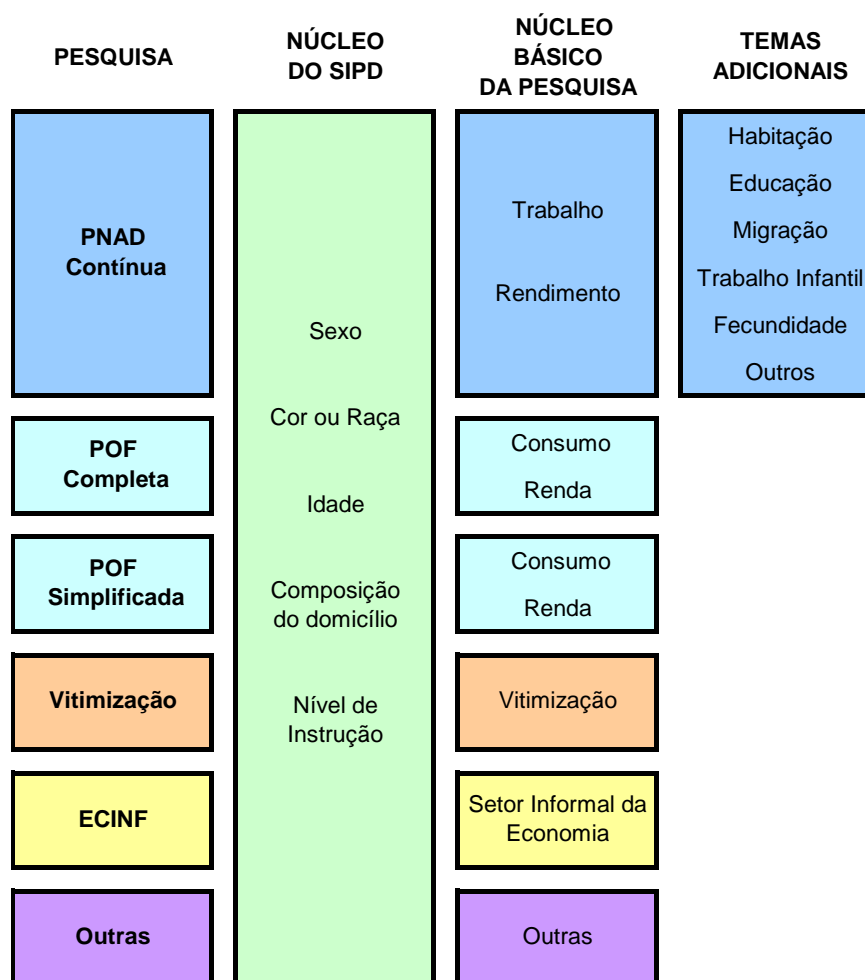 PESQUISA
NÚCLEO
DO SIPD
NÚCLEO
BÁSICO
DA PESQUISA
TEMAS
ADICIONAIS
PNAD
Contínua
POF
Completa
POF
Simplificada
Vitimização
ECINF
Outras
Sexo
Cor ou Raça
Idade
Composição
do domicílio
Nível de
Instrução
Trabalho
Rendimento
Consumo
Renda
Consumo
Renda
Vitimização
Setor Informal da
Economia
Outras
Habitação
Educação
Migração
Trabalho Infantil
Fecundidade
Outros